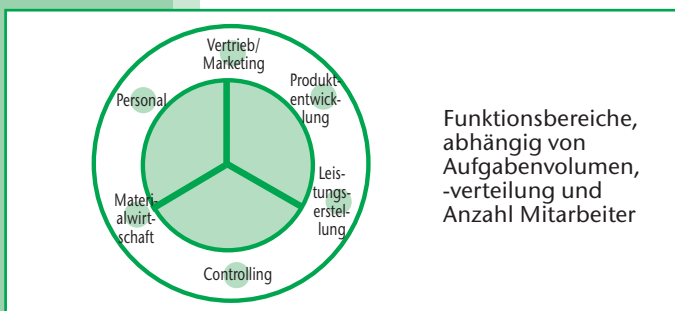 Vertrieb/
Marketing
Produkt-
entwick-
lung
Personal
Leis-
tungs-
erstel-
lung
Materi-
alwirt-
schaft
Controlling
Funktionsbereiche,
abhängig von
Aufgabenvolumen,
-verteilung und
Anzahl Mitarbeiter